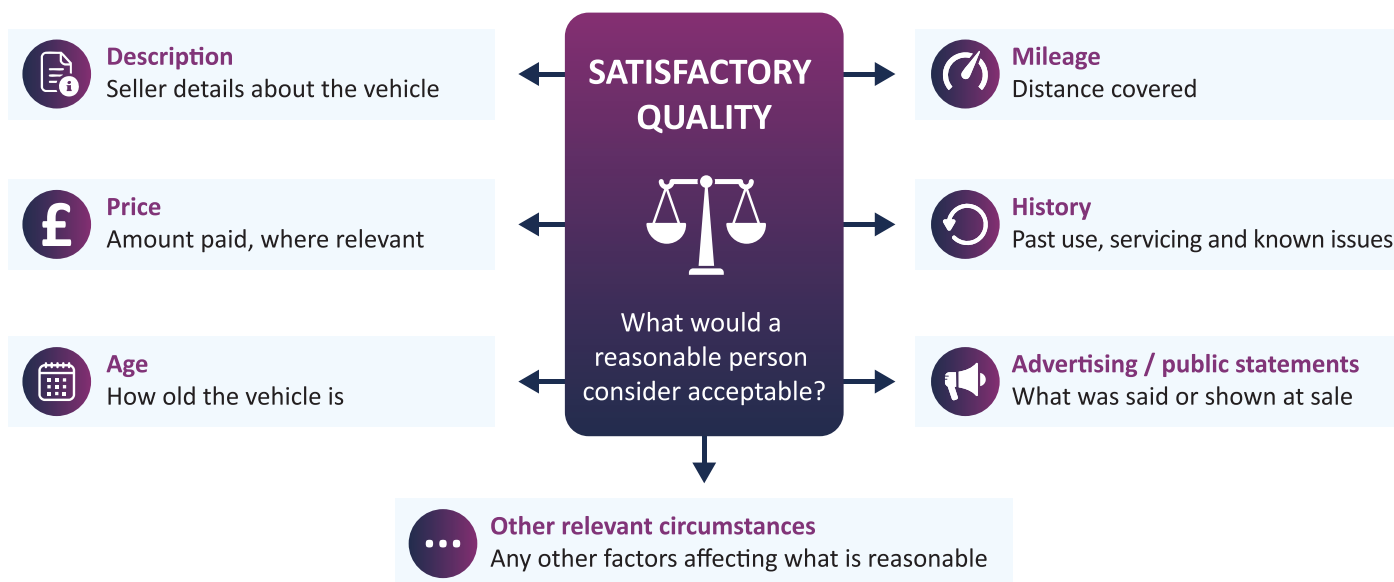 SATISFACTORY
QUALITY
What would a
reasonable person
consider acceptable?
Description
Seller details about the vehicle
Price
£
Amount paid, where relevant
Age
How old the vehicle is
Mileage
Distance covered
History
Past use, servicing and known issues
Advertising / public statements
What was said or shown at sale
Other relevant circumstances
Any other factors affecting what is reasonable